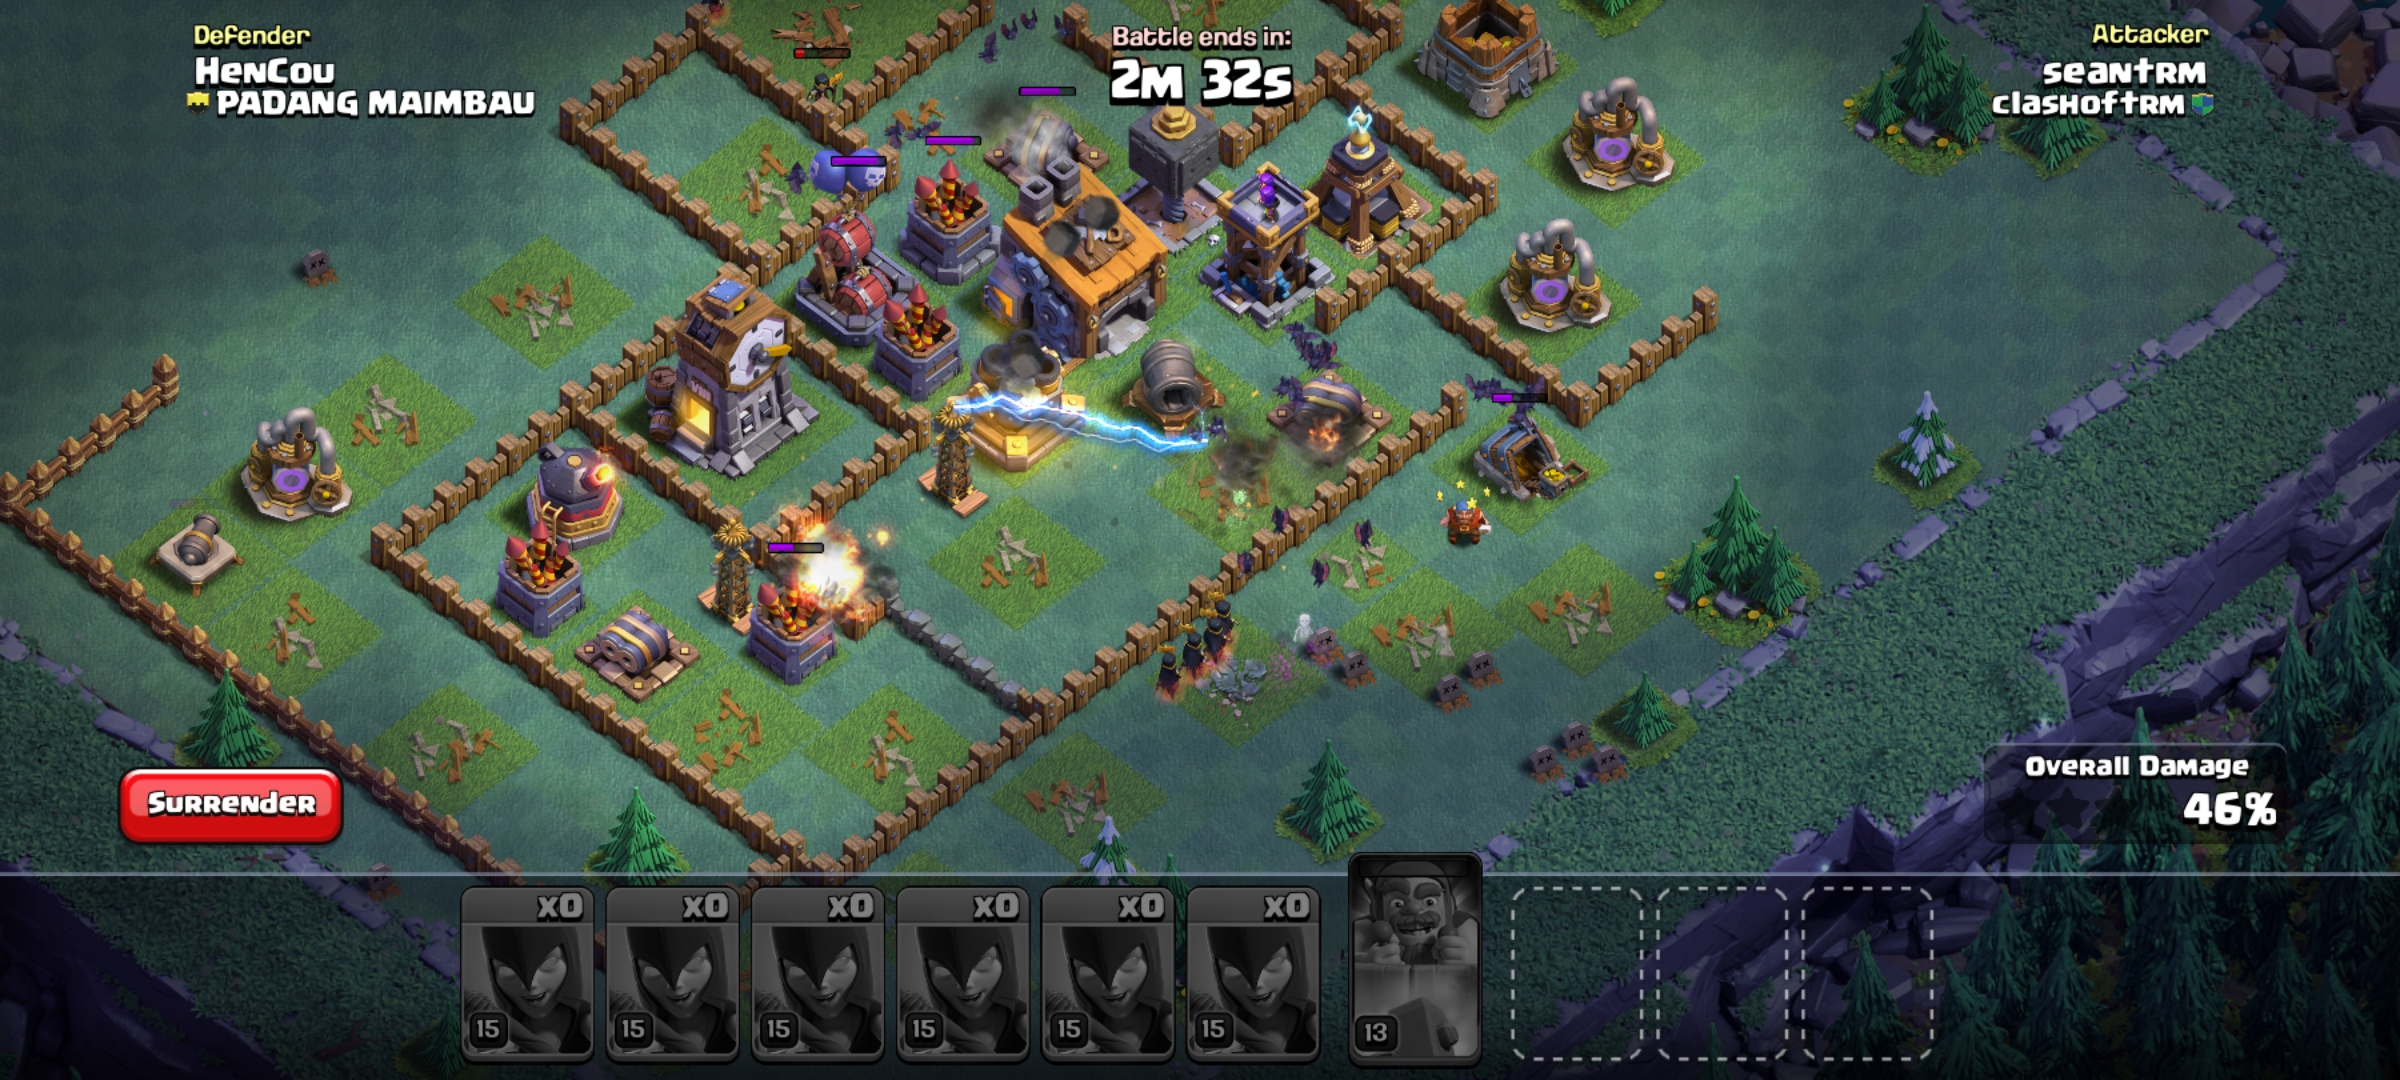 Defender
HenCou
PADANG MAIMBAU
Battle ends in:
2M 32s
Attacker
seantRM
clashoftRM
Surrender
Overall Damage
46%
x0 x0 x0 x0 x0 x0
15 15 15 15 15 15 13